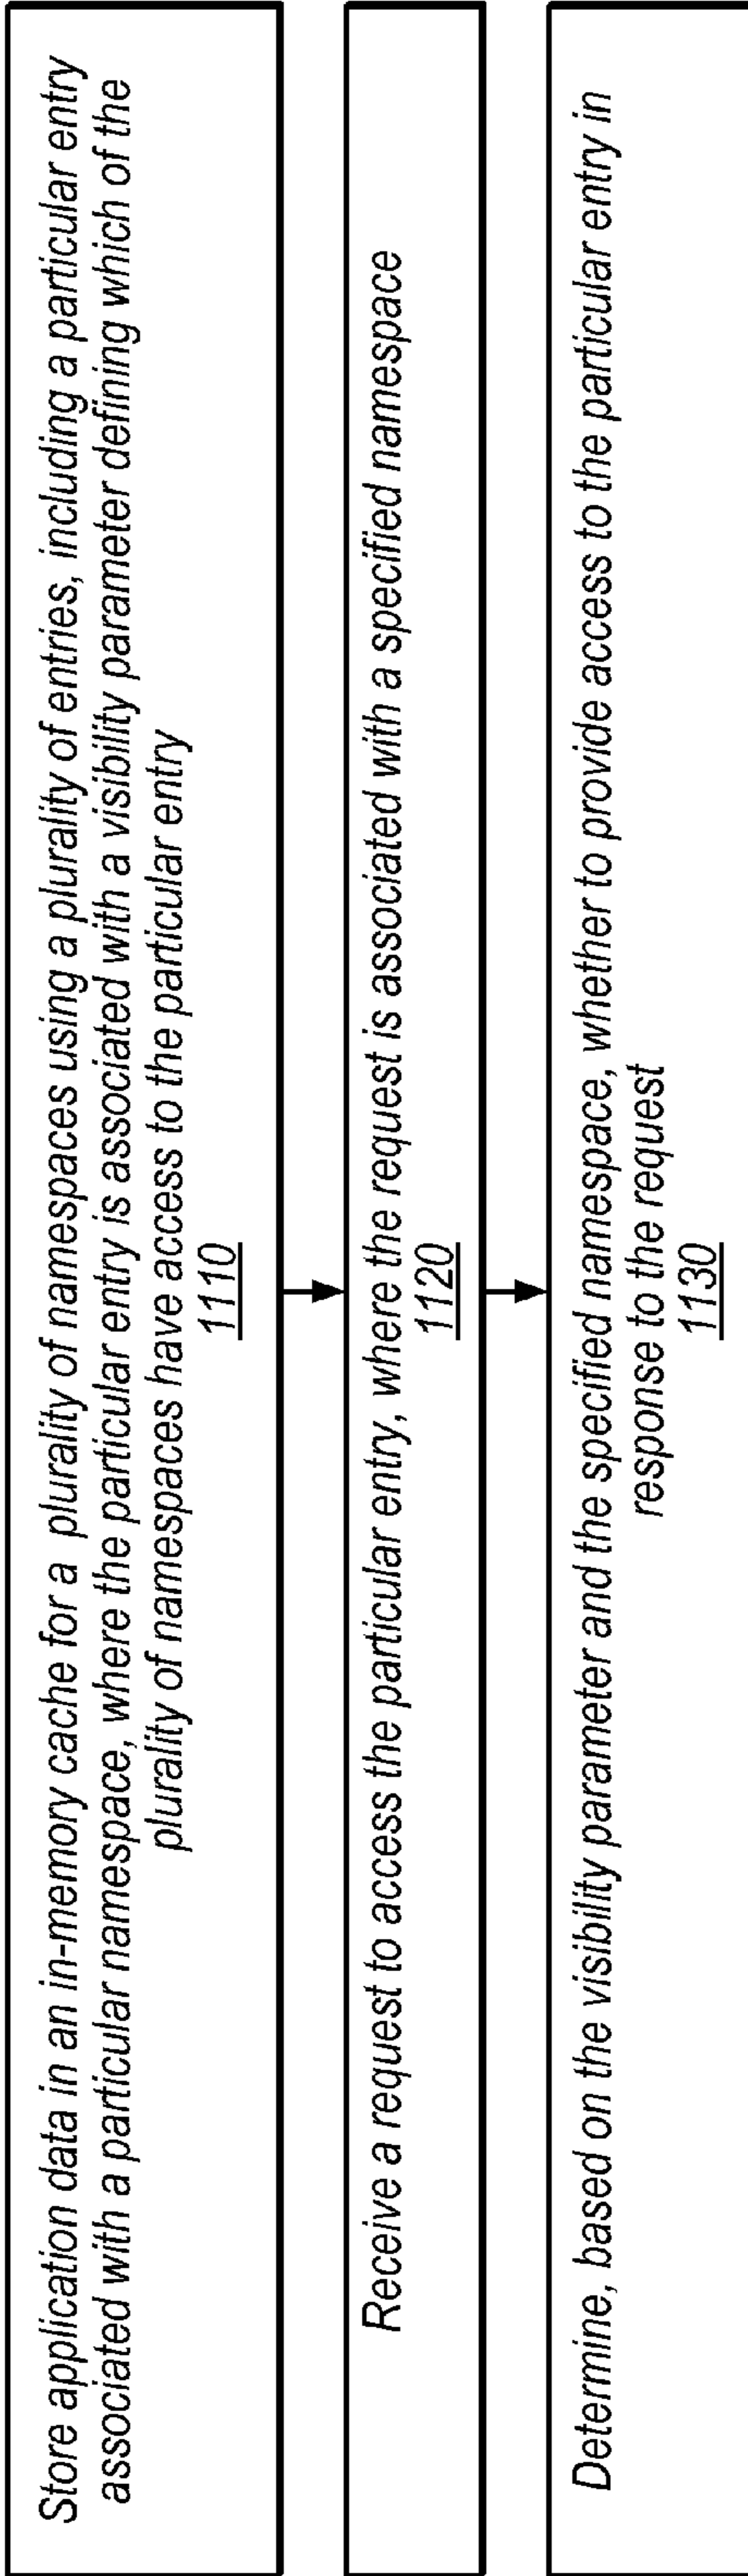 Store application data in an in-memory cache for a plurality of namespaces using a plurality of entries, including a particular entry
associated with a particular namespace, where the particular entry is associated with a visibility parameter defining which of the
plurality of namespaces have access to the particular entry
1110
Receive a request to access the particular entry, where the request is associated with a specified namespace
1120
Determine, based on the visibility parameter and the specified namespace, whether to provide access to the particular entry in
response to the request
1130